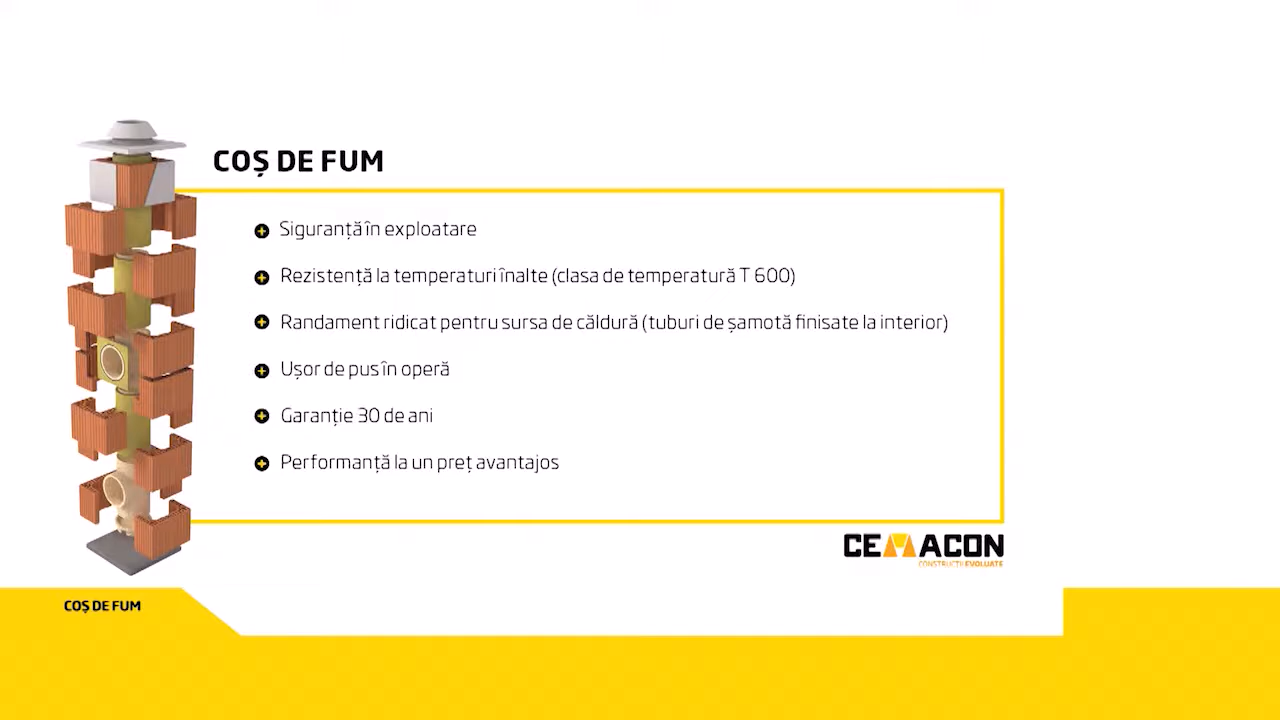 COȘ DE FUM
Siguranță în exploatare
Rezistență la temperaturi înalte (clasa de temperatură T 600)
Randament ridicat pentru sursa de căldură (tuburi de șamotă finisate la interior)
Ușor de pus în operă
Garanție 30 de ani
Performanță la un preț avantajos
CEMACON
CONSTRUCȚII EVOLUATE
COȘ DE FUM